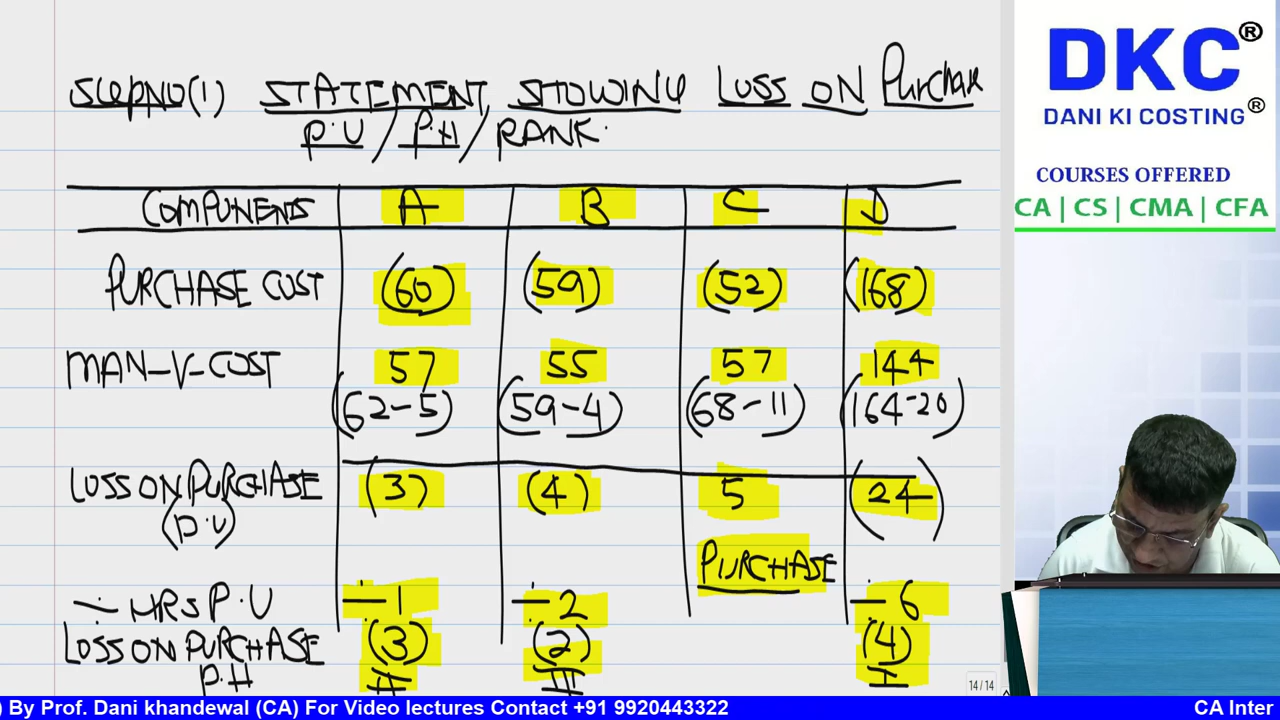 STEPNO(1) STATEMENT SHOWING LOSS ON Purchase
P.U / P.H / RANK.
COMPONENTS A B C D
PURCHASE COST (60) (59) (52) (168)
MAN-V-COST 57 55 57 144
(62-5) (59-4) (68-11) (164-20)
LOSS ON PURCHASE (3) (4) 5 (24)
(P.U)
PURCHASE
÷ HRS P.U ÷1 ÷2 ÷6
LOSS ON PURCHASE (3) (2) (4)
P.H II III I
14/14
DKC®
DANI KI COSTING®
COURSES OFFERED
CA | CS | CMA | CFA
) By Prof. Dani khandewal (CA) For Video lectures Contact +91 9920443322 CA Inter